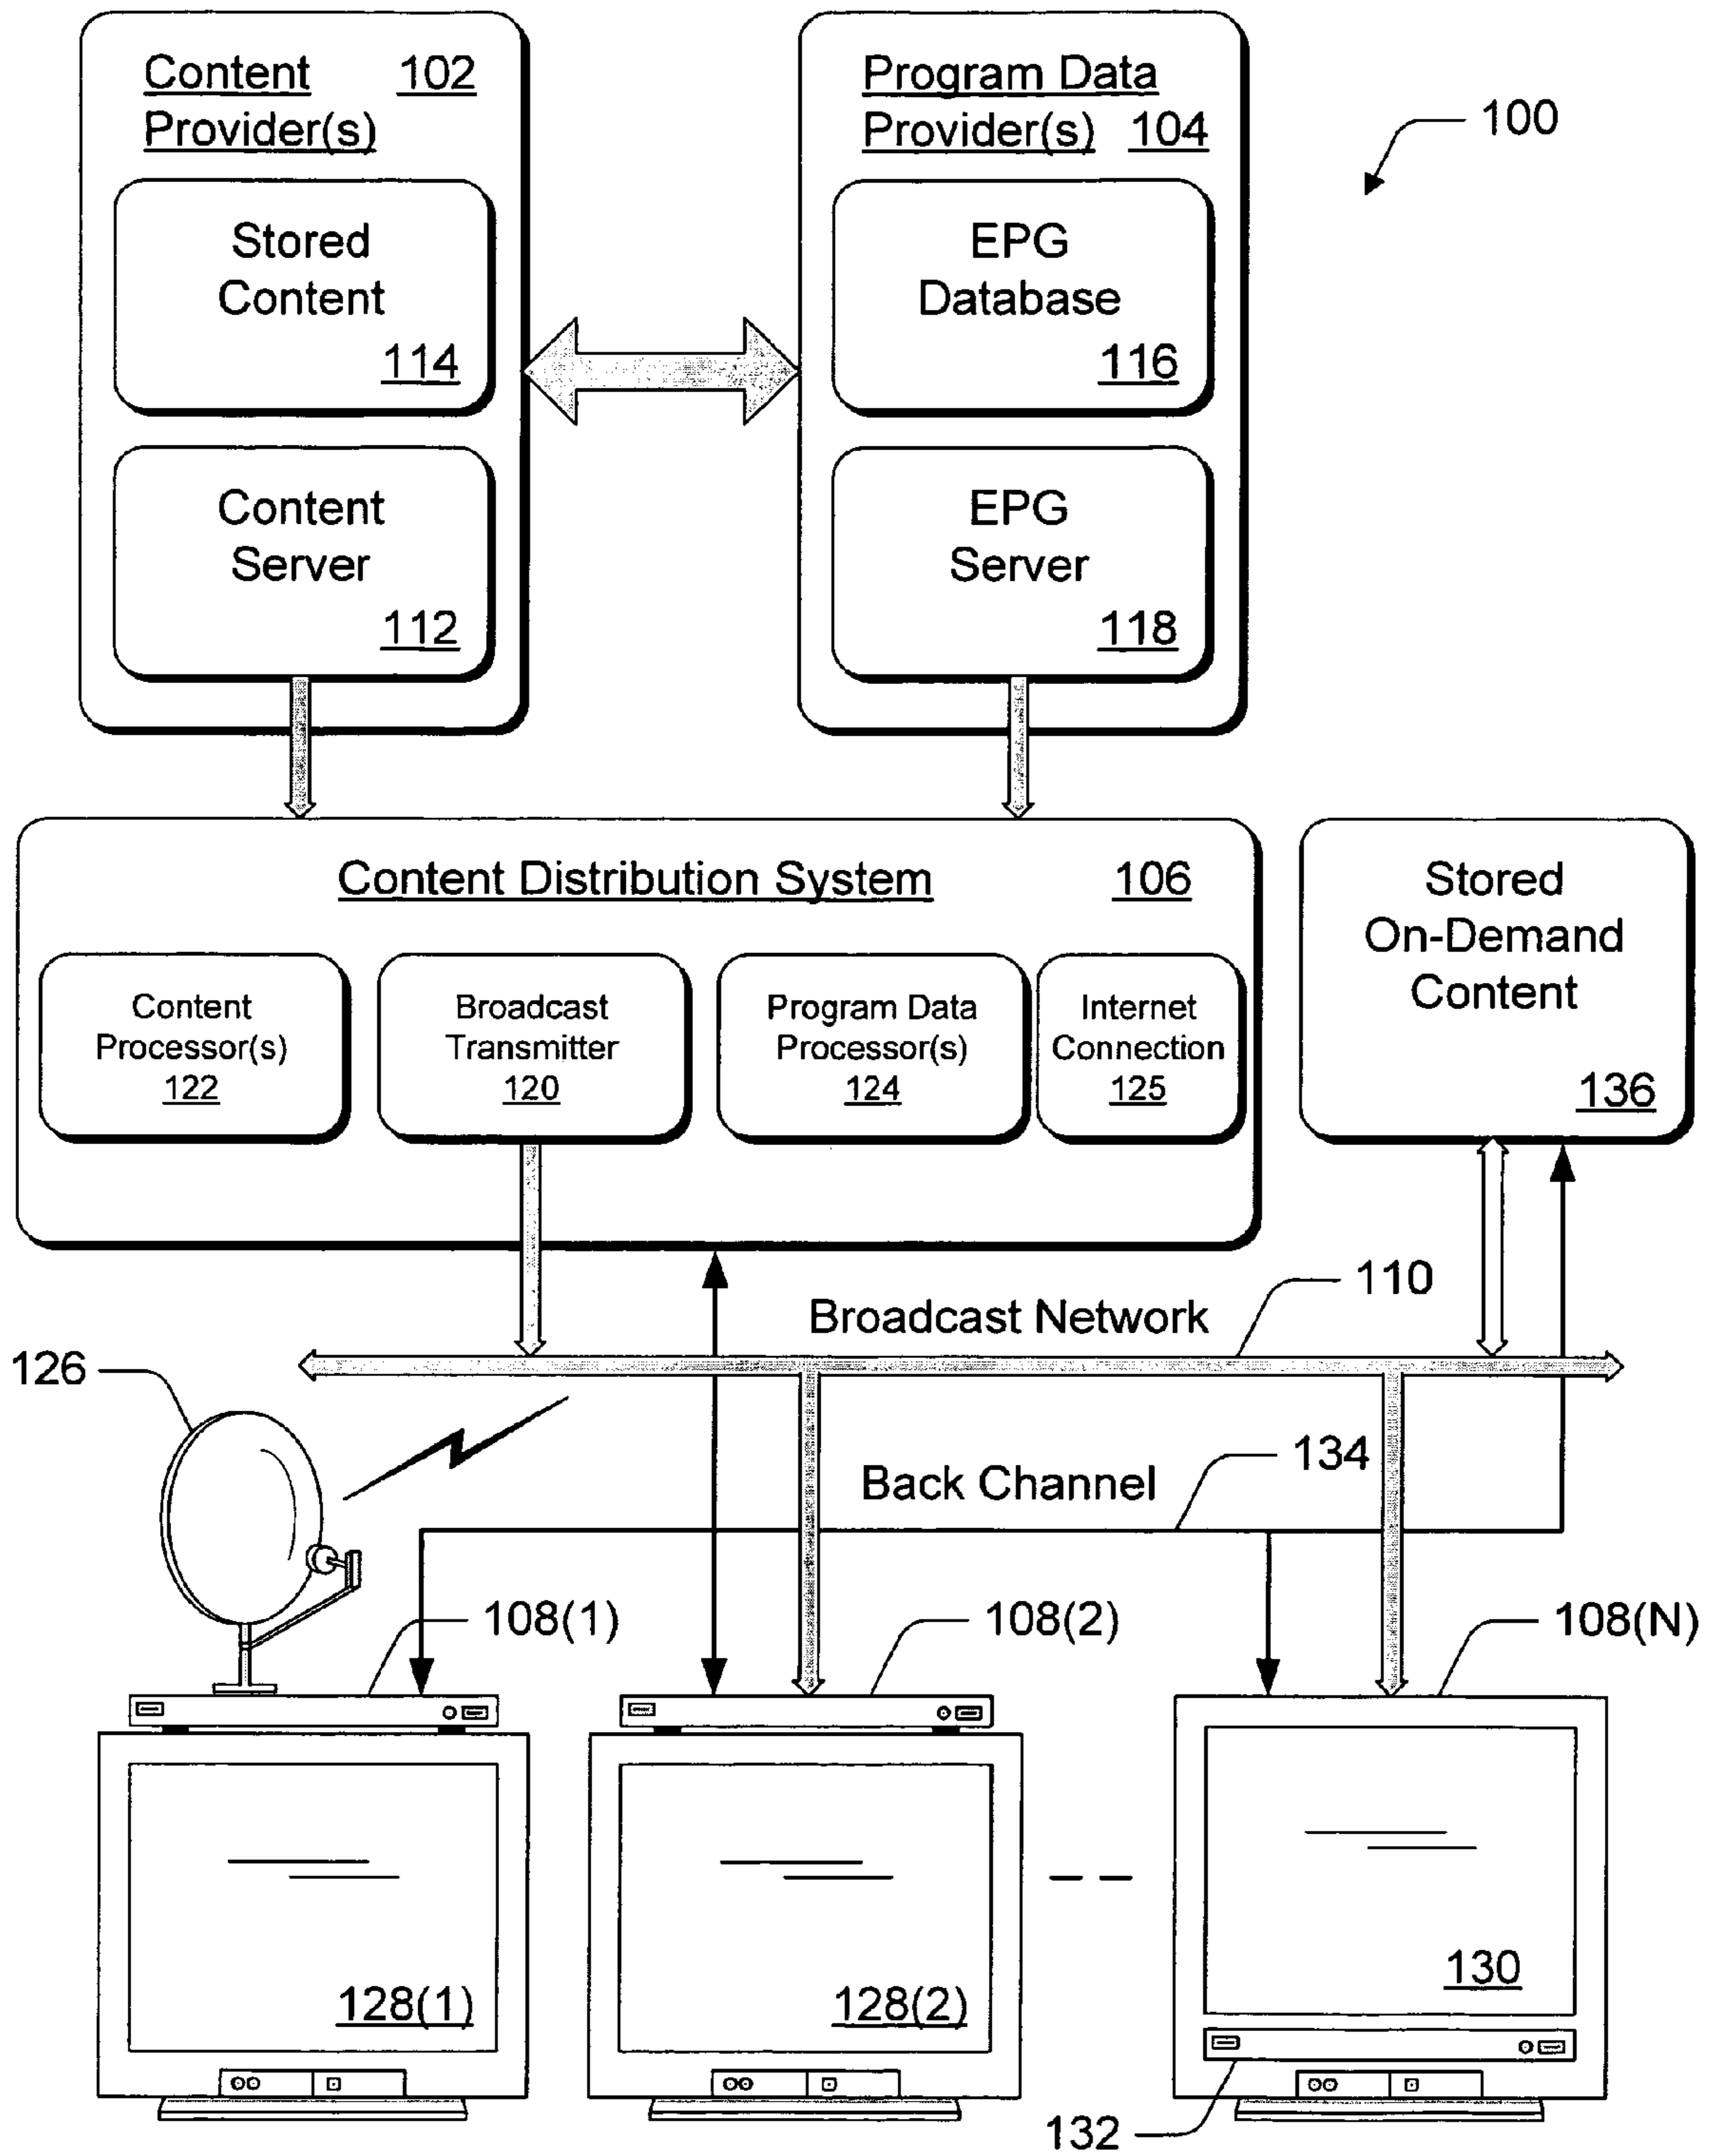 Content 102
Provider(s)
Stored
Content
114
Content
Server
112
Program Data
Provider(s) 104
EPG
Database
116
EPG
Server
118
100
Content Distribution System 106
Content
Processor(s)
122
Broadcast
Transmitter
120
Program Data
Processor(s)
124
Internet
Connection
125
Stored
On-Demand
Content
136
110
Broadcast Network
126
134
Back Channel
108(1)
108(2)
108(N)
128(1)
128(2)
130
132